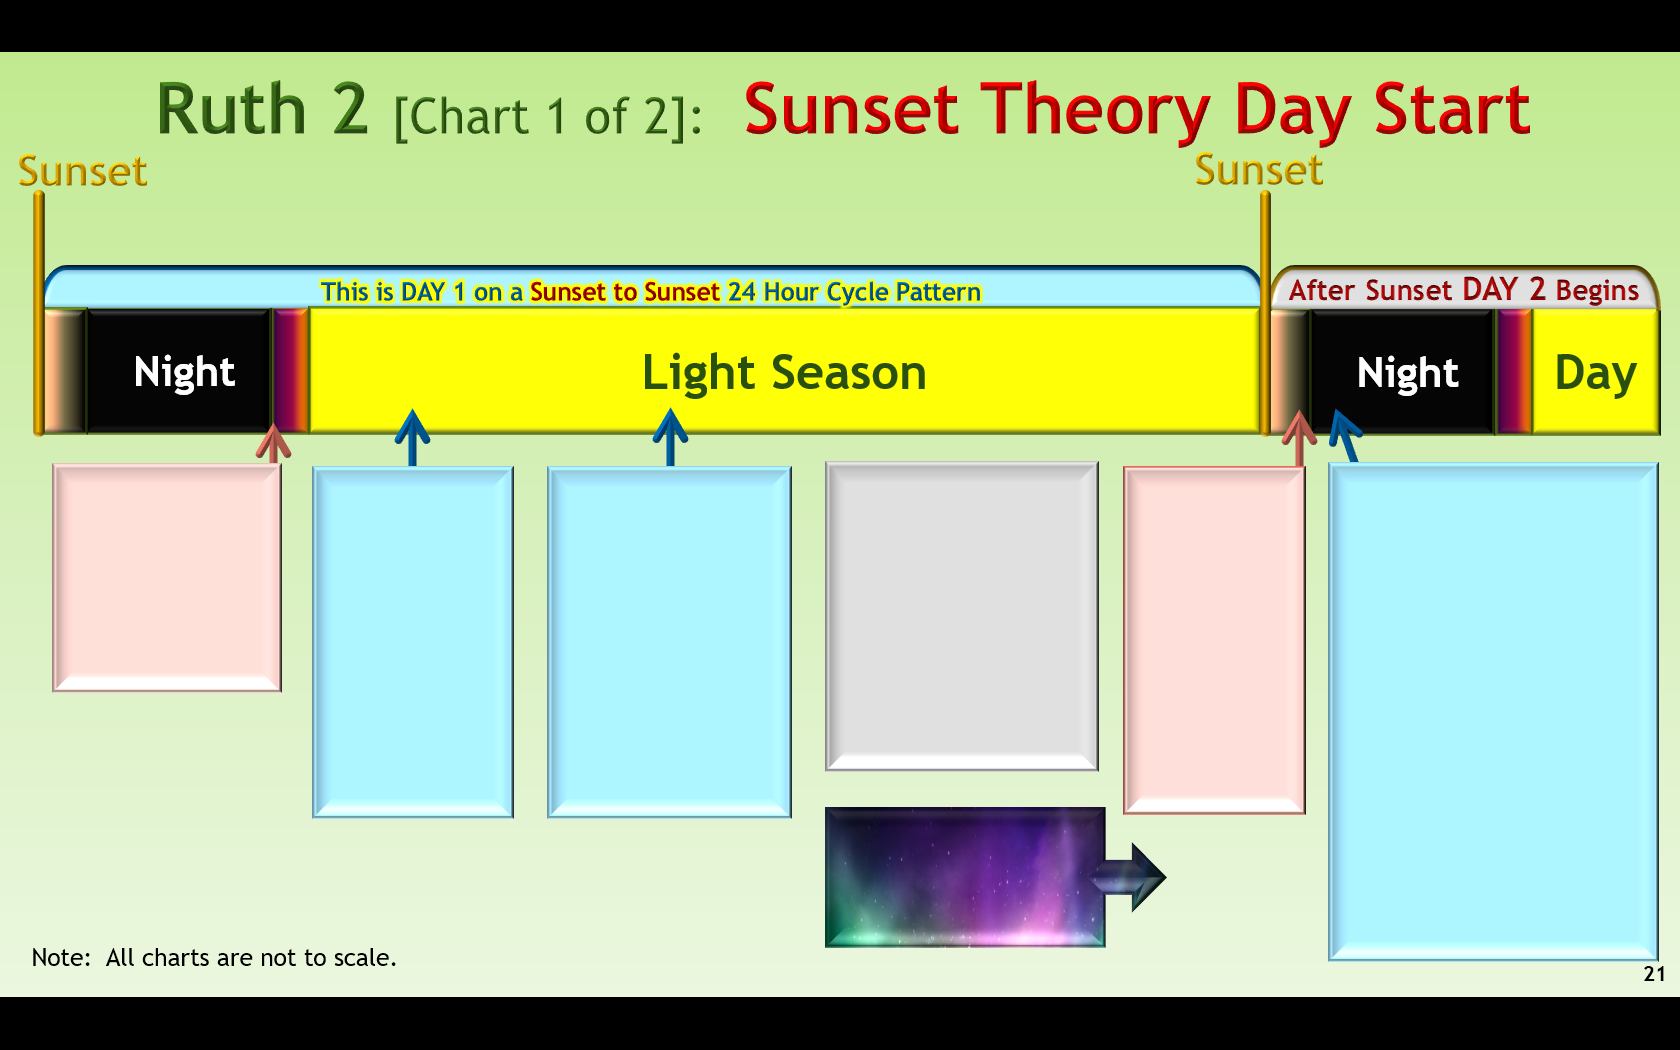 Ruth 2 [Chart 1 of 2]: Sunset Theory Day Start
Sunset
Sunset
This is DAY 1 on a Sunset to Sunset 24 Hour Cycle Pattern
After Sunset DAY 2 Begins
Night
Light Season
Night
Day
Note: All charts are not to scale.
21